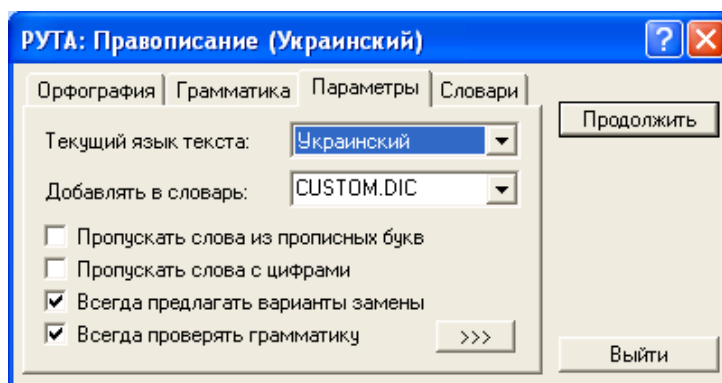 РУТА: Правописание (Украинский)
Орфография Грамматика Параметры Словари
Продолжить
Текущий язык текста: Украинский
Добавлять в словарь: CUSTOM.DIC
Пропускать слова из прописных букв
Пропускать слова с цифрами
Всегда предлагать варианты замены
Всегда проверять грамматику >>>
Выйти